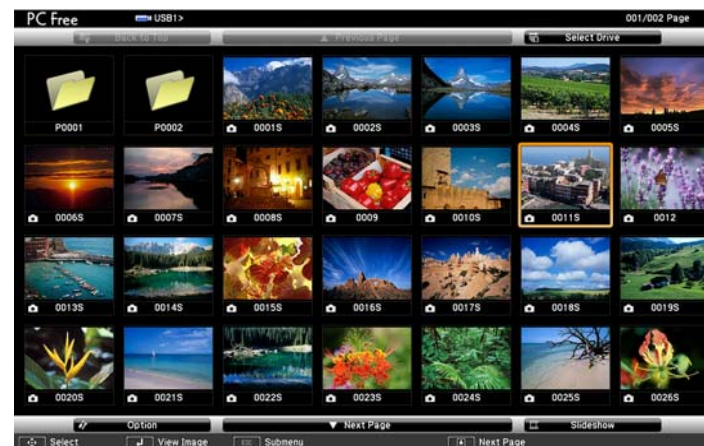 PC Free USB1> 001/002 Page
Back to Top Previous Page Select Drive
P0001 P0002 0001S 0002S 0003S 0004S 0005S
0006S 0007S 0008S 0009 0010S 0011S 0012
0013S 0014S 0015S 0016S 0017S 0018S 0019S
0020S 0021S 0022S 0023S 0024S 0025S 0026S
Option Next Page Slideshow
Select View Image Esc Submenu Next Page